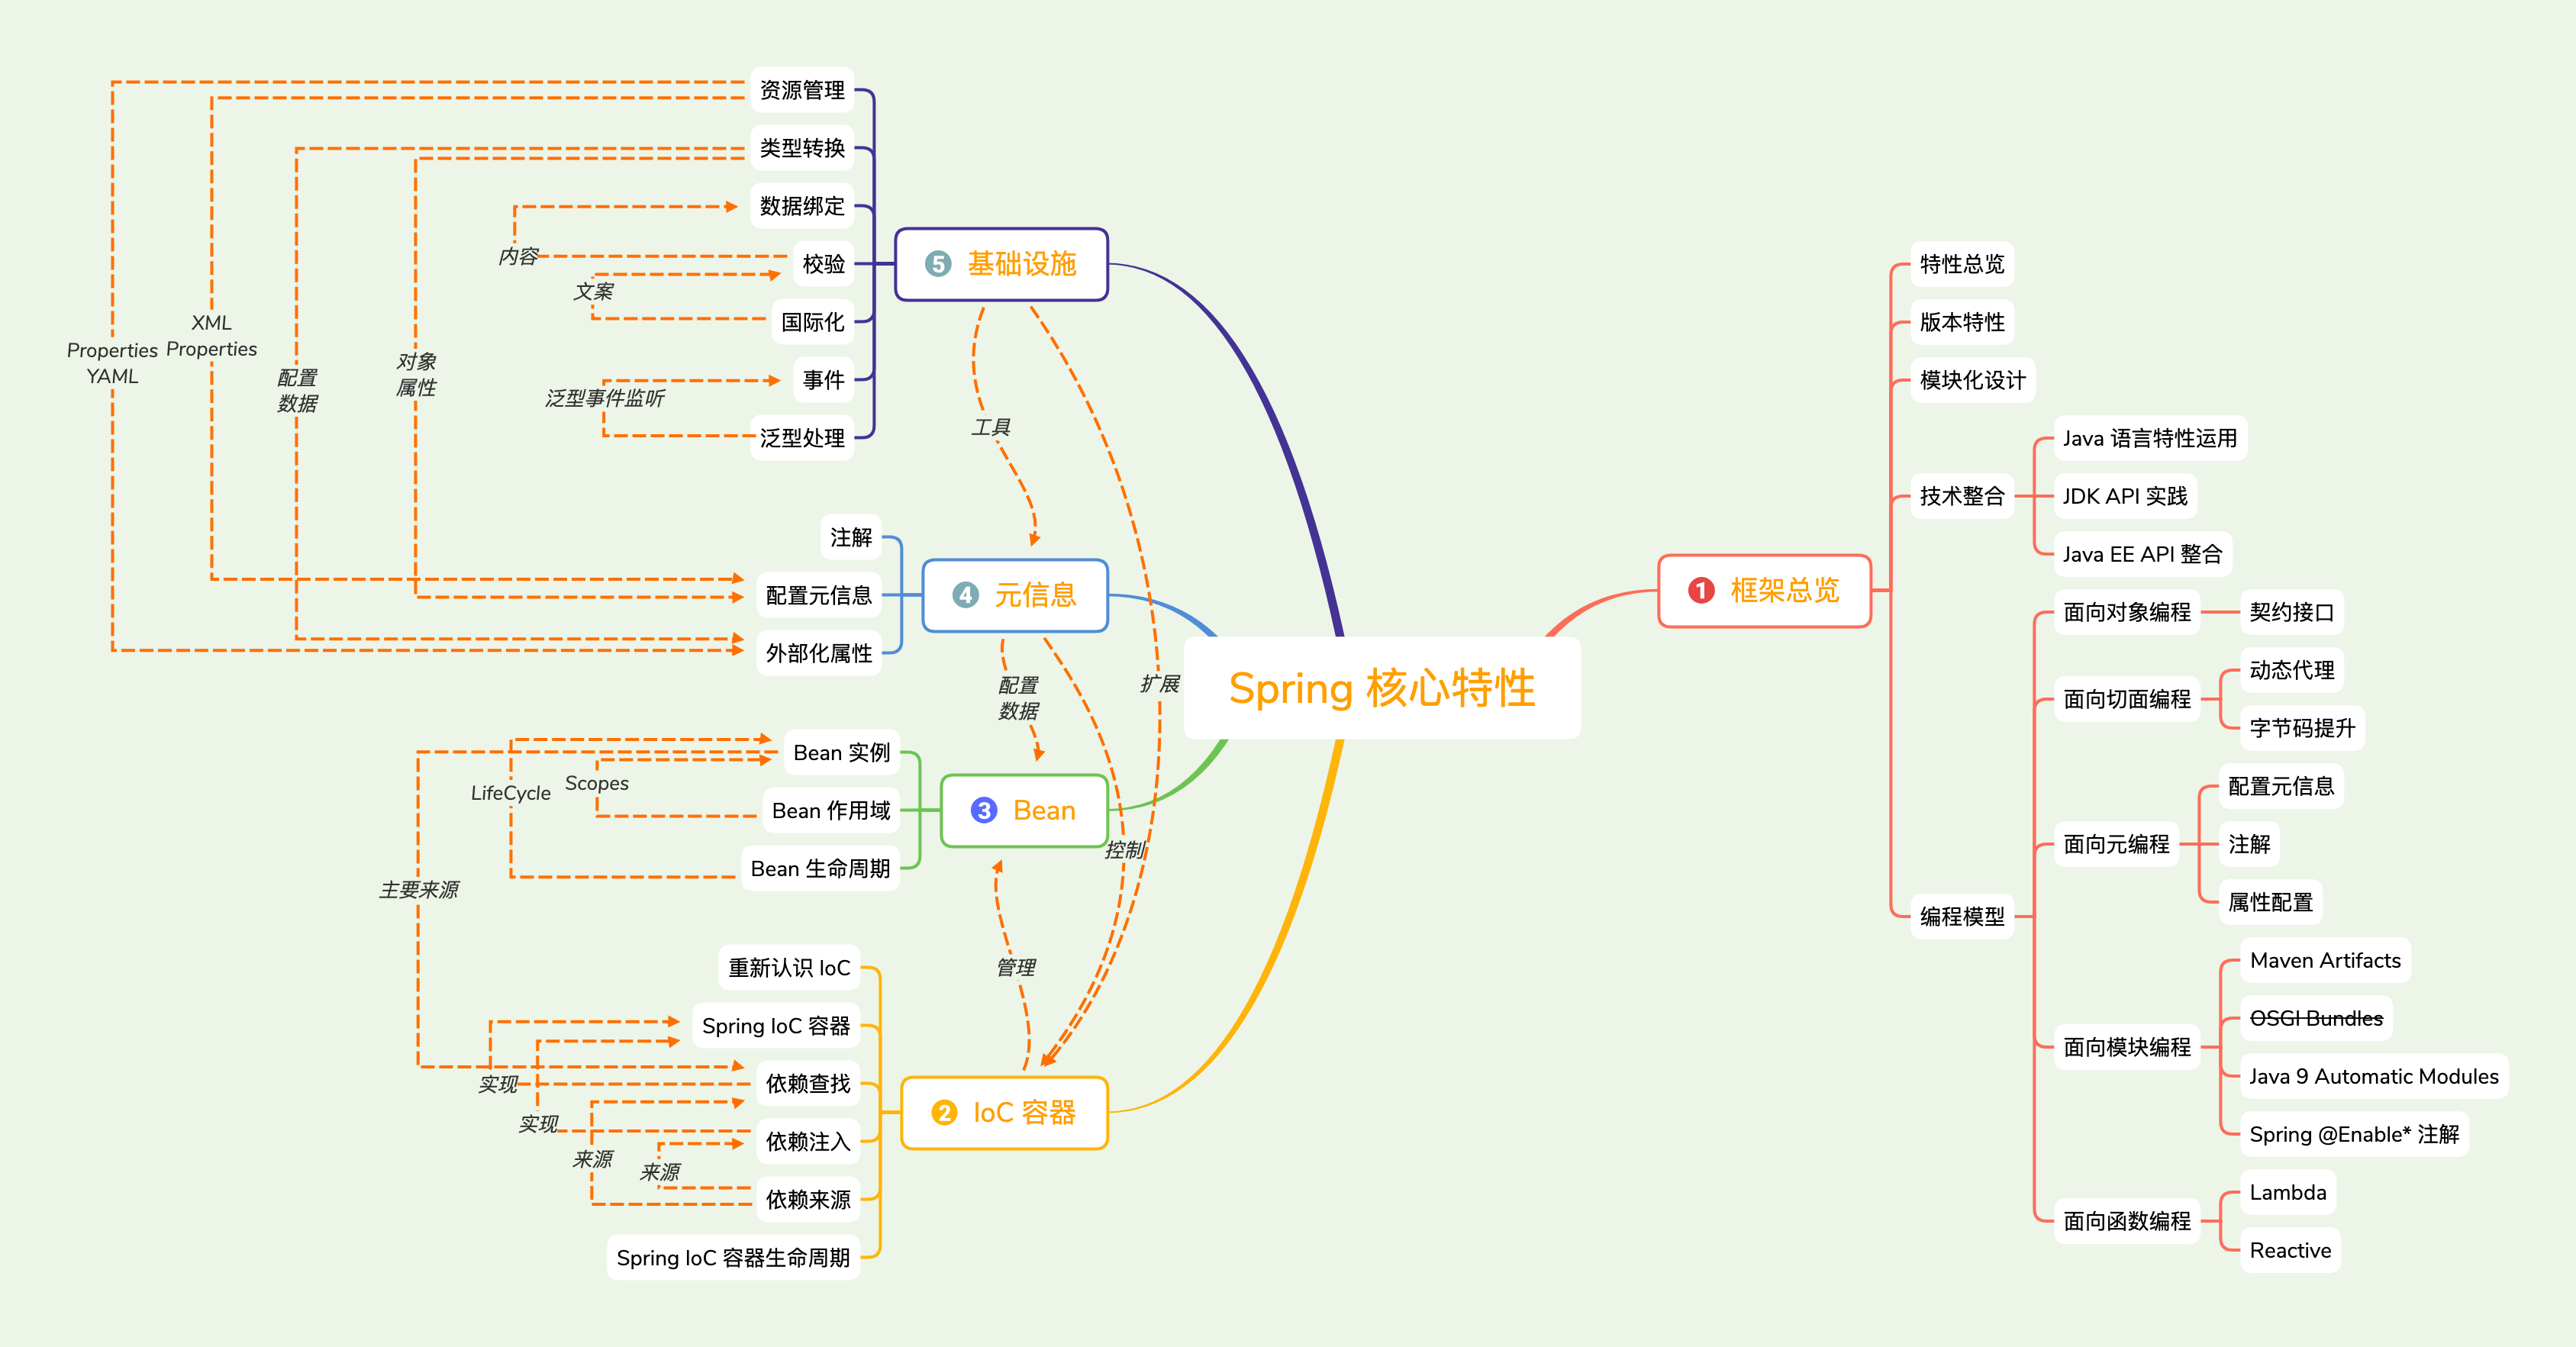 Spring 核心特性
1 框架总览
特性总览
版本特性
模块化设计
技术整合
Java 语言特性运用
JDK API 实践
Java EE API 整合
编程模型
面向对象编程
契约接口
面向切面编程
动态代理
字节码提升
面向元编程
配置元信息
注解
属性配置
面向模块编程
Maven Artifacts
OSGI Bundles
Java 9 Automatic Modules
Spring @Enable* 注解
面向函数编程
Lambda
Reactive
2 IoC 容器
重新认识 IoC
Spring IoC 容器
依赖查找
依赖注入
依赖来源
Spring IoC 容器生命周期
实现
实现
来源
来源
主要来源
管理
3 Bean
Bean 实例
Bean 作用域
Bean 生命周期
LifeCycle
Scopes
4 元信息
注解
配置元信息
外部化属性
配置
数据
控制
5 基础设施
资源管理
类型转换
数据绑定
校验
国际化
事件
泛型处理
内容
文案
泛型事件监听
Properties
YAML
XML
Properties
配置
数据
对象
属性
工具
扩展